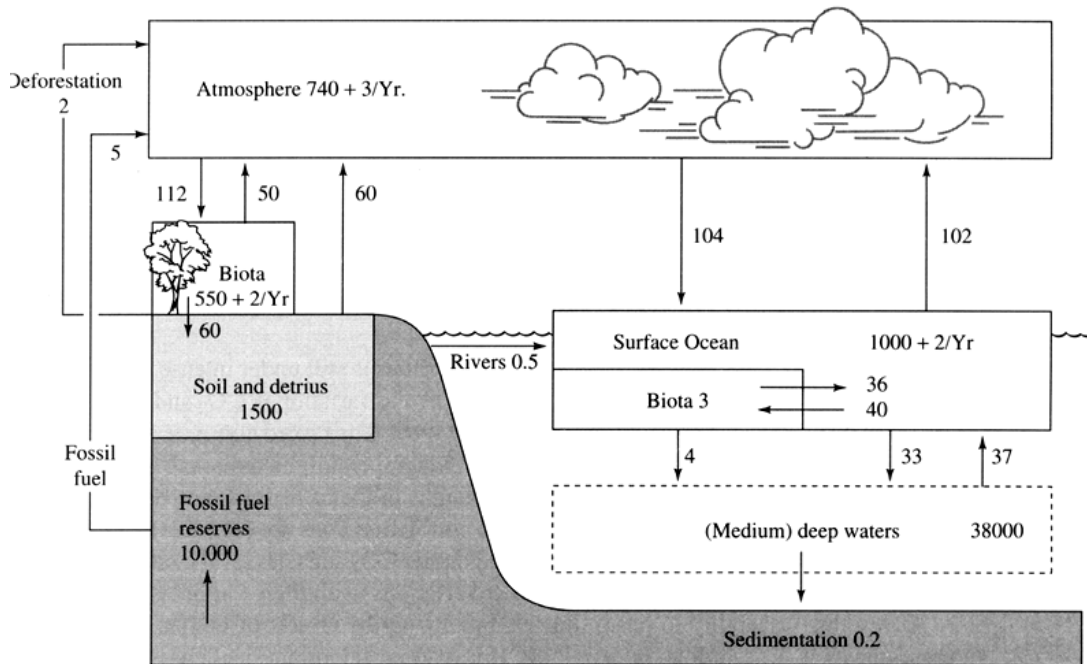 Deforestation
2
Atmosphere 740 + 3/Yr.
5
112
50
60
104
102
Biota
550 + 2/Yr
60
Surface Ocean
1000 + 2/Yr
Rivers 0.5
Soil and detrius
1500
Biota 3
36
40
Fossil
fuel
4
33
37
Fossil fuel
reserves
10.000
(Medium) deep waters
38000
Sedimentation 0.2